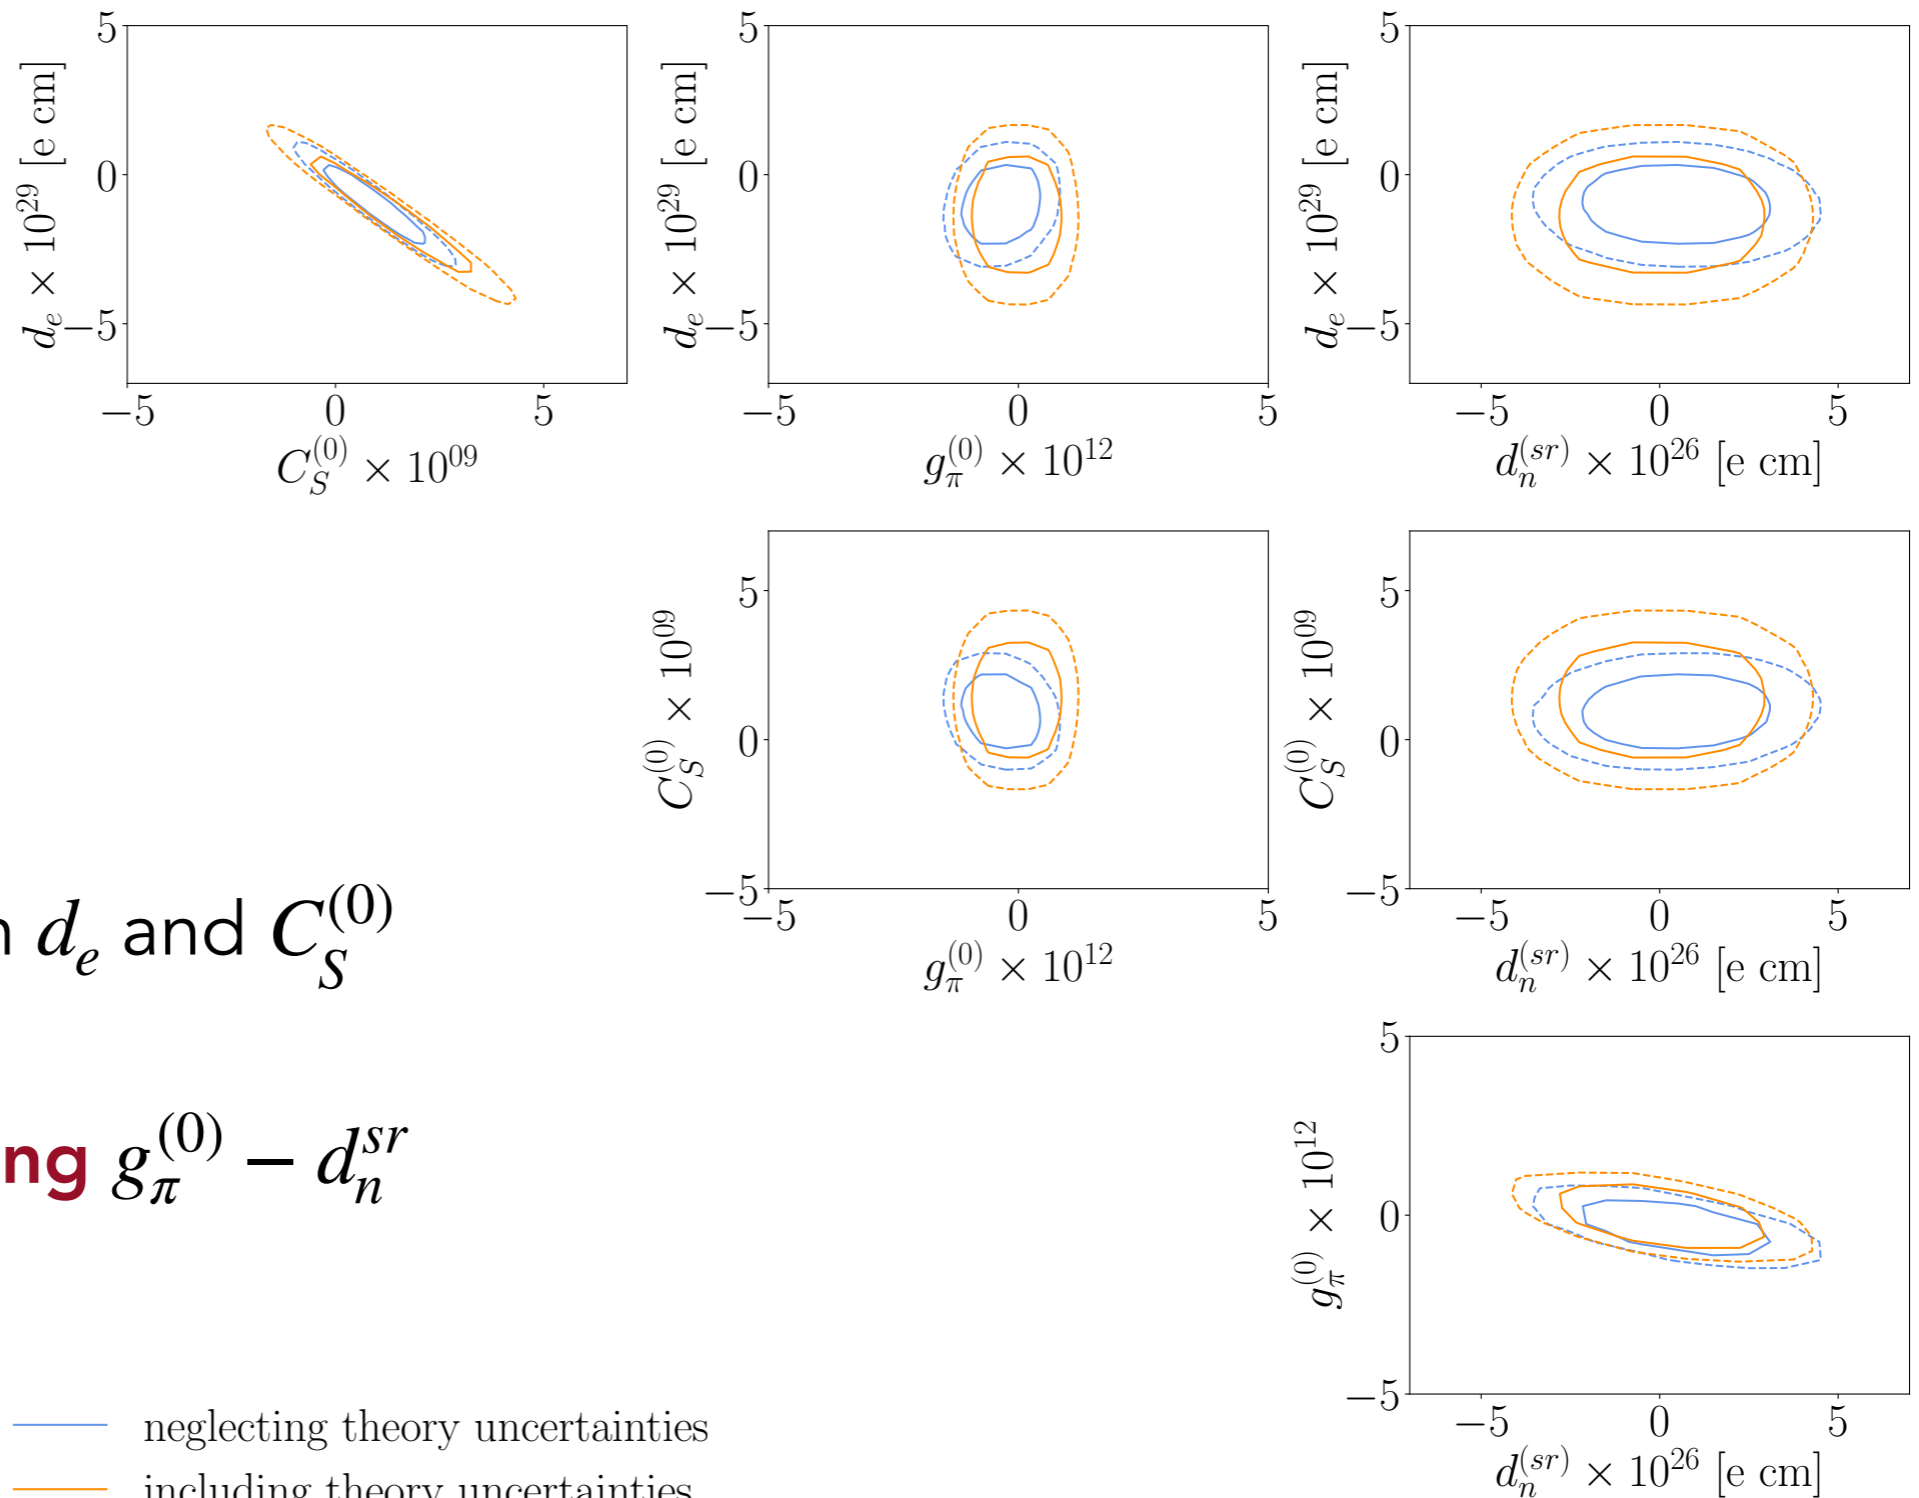 5
0
−5
d_e × 10^29 [e cm]
−5 0 5
C_S^(0) × 10^09
5
0
−5
d_e × 10^29 [e cm]
−5 0 5
g_π^(0) × 10^12
5
0
−5
d_e × 10^29 [e cm]
−5 0 5
d_n^(sr) × 10^26 [e cm]
5
0
−5
C_S^(0) × 10^09
−5 0 5
g_π^(0) × 10^12
5
0
−5
C_S^(0) × 10^09
−5 0 5
d_n^(sr) × 10^26 [e cm]
d_e and C_S^(0)
ng g_π^(0) − d_n^sr
5
0
−5
g_π^(0) × 10^12
−5 0 5
d_n^(sr) × 10^26 [e cm]
neglecting theory uncertainties
including theory uncertainties